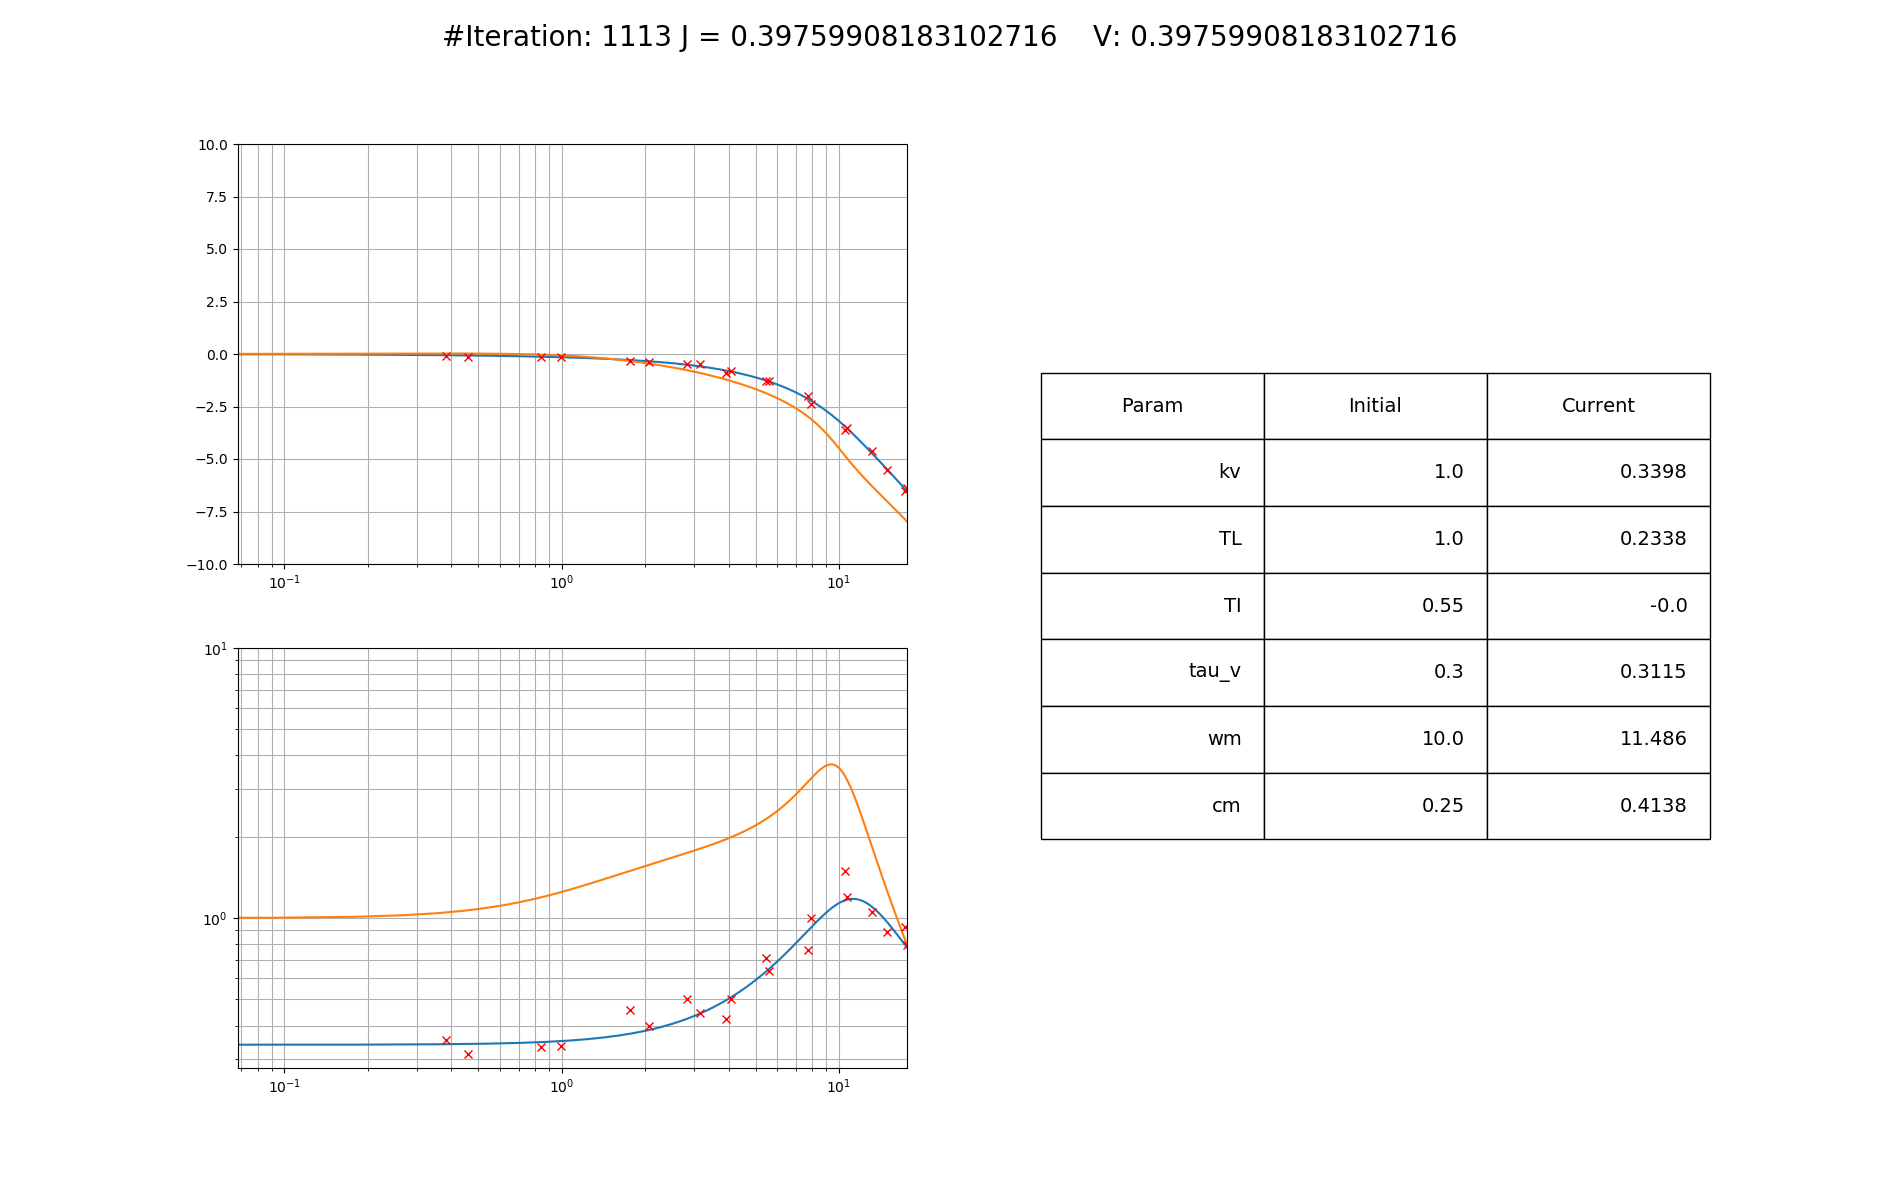 #Iteration: 1113 J = 0.39759908183102716    V: 0.39759908183102716
10.0
7.5
5.0
2.5
0.0
−2.5
−5.0
−7.5
−10.0
10⁻¹ 10⁰ 10¹
10¹
10⁰
10⁻¹ 10⁰ 10¹
Param Initial Current
kv 1.0 0.3398
TL 1.0 0.2338
TI 0.55 -0.0
tau_v 0.3 0.3115
wm 10.0 11.486
cm 0.25 0.4138